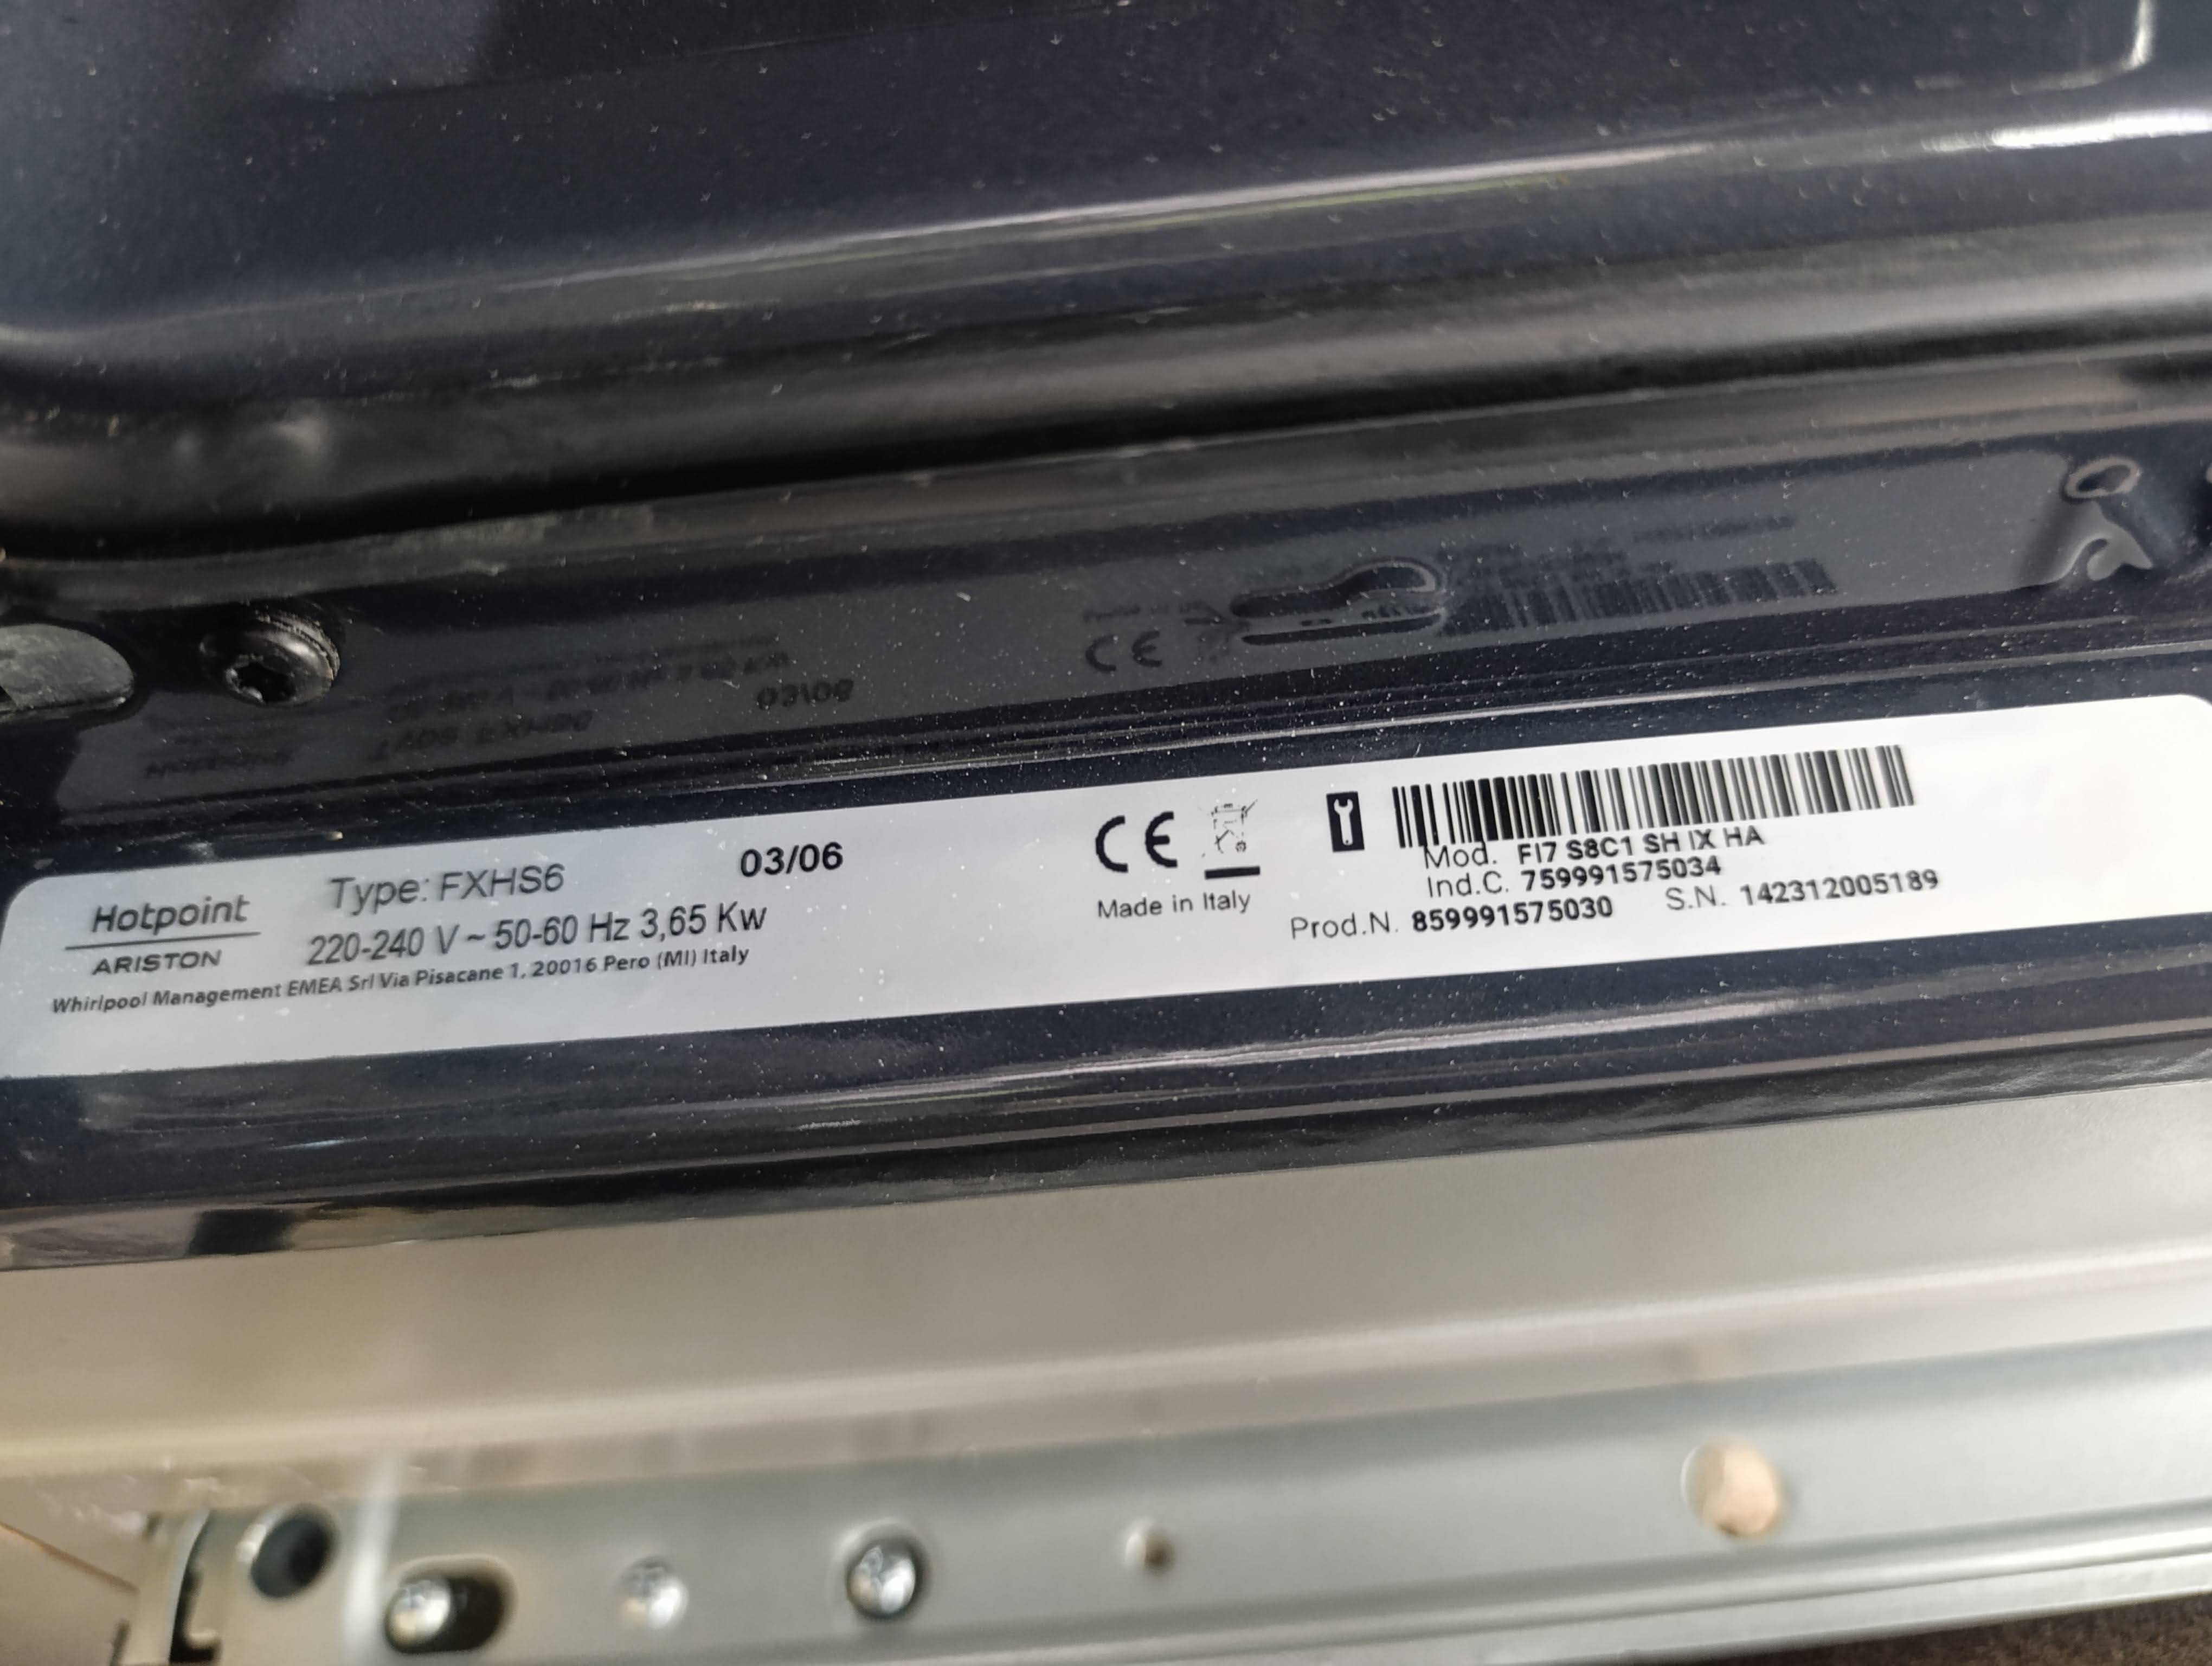 Hotpoint
ARISTON
Type: FXHS6
03/06
220-240 V ~ 50-60 Hz 3,65 Kw
Whirlpool Management EMEA Srl Via Pisacane 1, 20016 Pero (MI) Italy
CE
Made in Italy
Mod. FI7 S8C1 SH IX HA
Ind.C. 759991575034
Prod.N. 859991575030 S.N. 142312005189